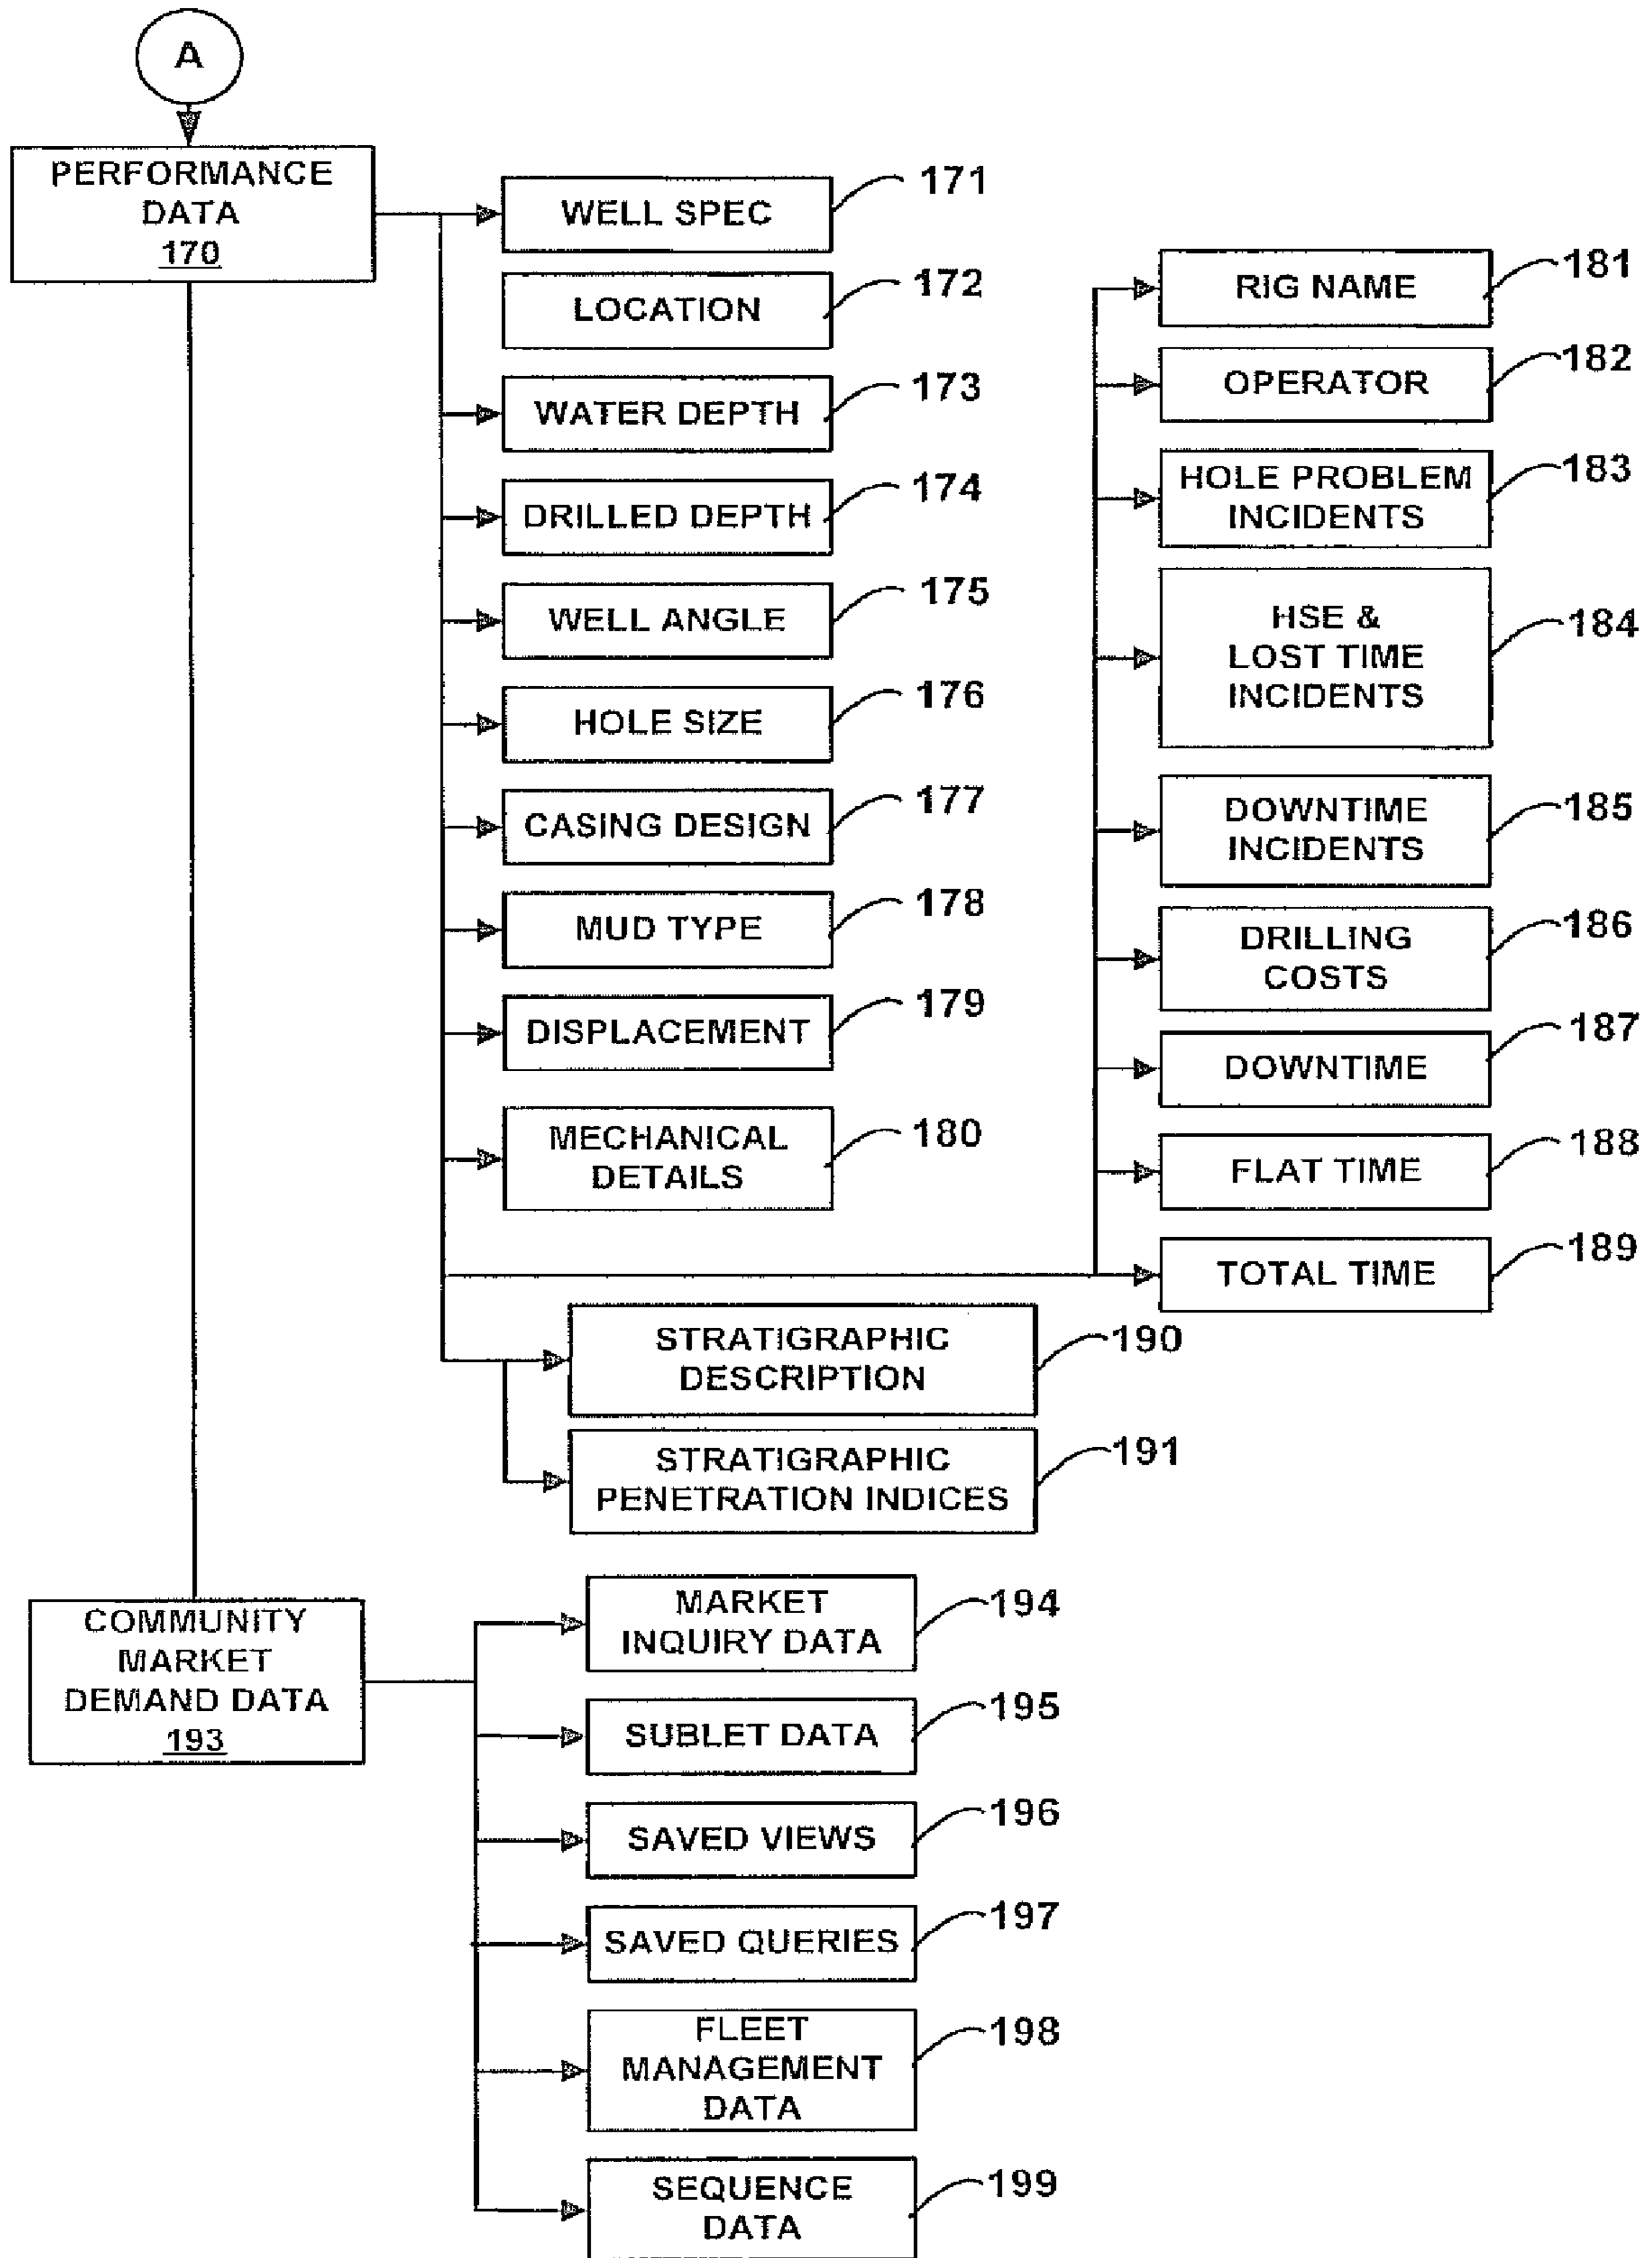 A
PERFORMANCE
DATA
170
WELL SPEC
171
LOCATION
172
WATER DEPTH
173
DRILLED DEPTH
174
WELL ANGLE
175
HOLE SIZE
176
CASING DESIGN
177
MUD TYPE
178
DISPLACEMENT
179
MECHANICAL
DETAILS
180
RIG NAME
181
OPERATOR
182
HOLE PROBLEM
INCIDENTS
183
HSE &
LOST TIME
INCIDENTS
184
DOWNTIME
INCIDENTS
185
DRILLING
COSTS
186
DOWNTIME
187
FLAT TIME
188
TOTAL TIME
189
STRATIGRAPHIC
DESCRIPTION
190
STRATIGRAPHIC
PENETRATION INDICES
191
COMMUNITY
MARKET
DEMAND DATA
193
MARKET
INQUIRY DATA
194
SUBLET DATA
195
SAVED VIEWS
196
SAVED QUERIES
197
FLEET
MANAGEMENT
DATA
198
SEQUENCE
DATA
199